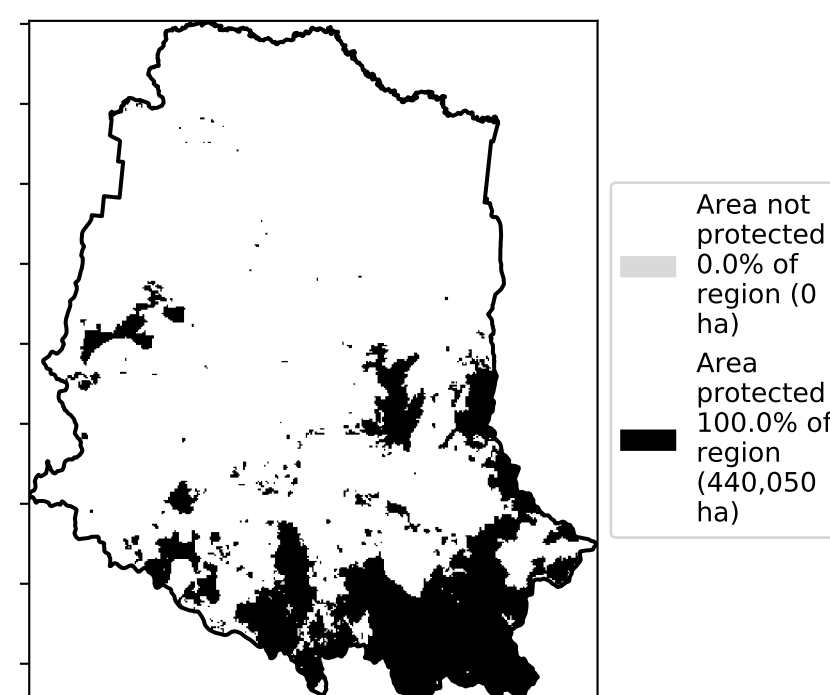 Area not
protected
0.0% of
region (0
ha)
Area
protected
100.0% of
region
(440,050
ha)